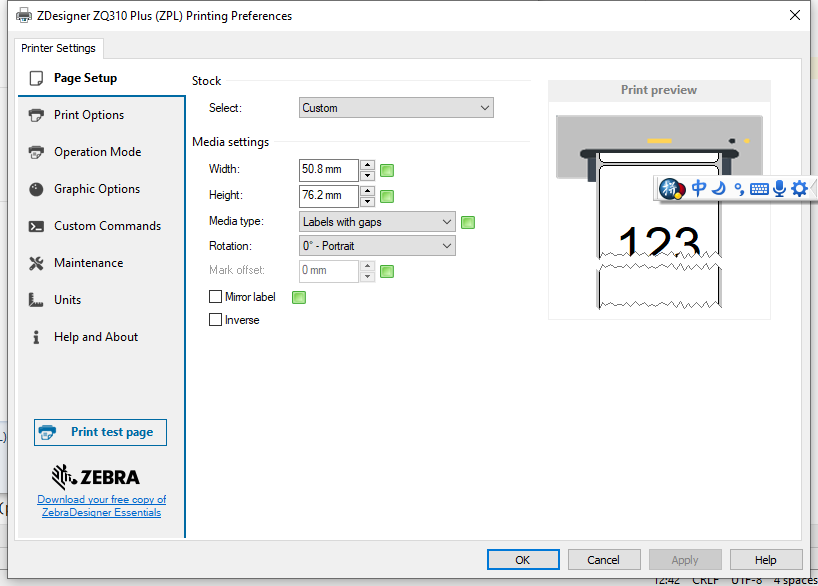 ZDesigner ZQ310 Plus (ZPL) Printing Preferences
Printer Settings
Page Setup
Print Options
Operation Mode
Graphic Options
Custom Commands
Maintenance
Units
Help and About
Print test page
ZEBRA
Download your free copy of
ZebraDesigner Essentials
Stock
Select: Custom
Media settings
Width: 50.8 mm
Height: 76.2 mm
Media type: Labels with gaps
Rotation: 0° - Portrait
Mark offset: 0 mm
Mirror label
Inverse
Print preview
拼 中 °,
123
OK Cancel Apply Help
12:42 CRLF UTF-8 4 spaces